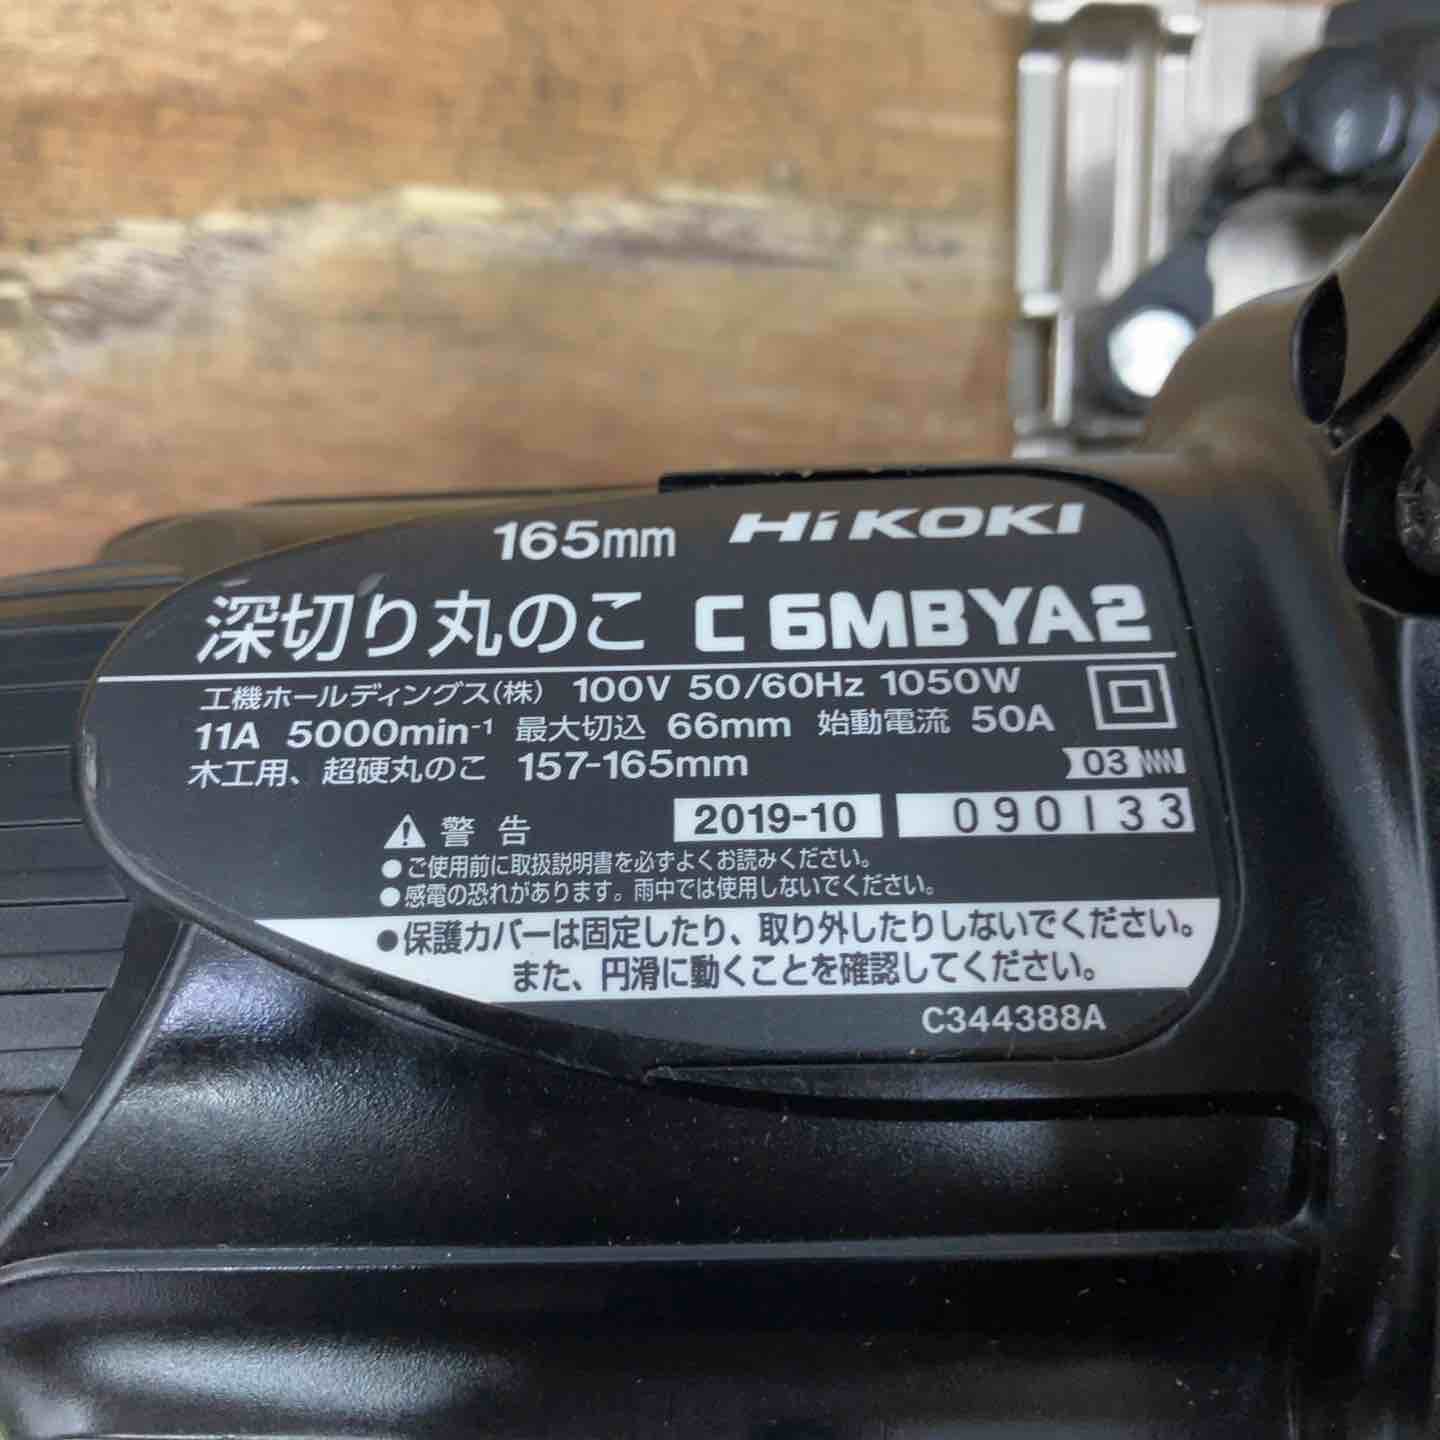 165mm HiKOKI
深切り丸のこ C 6MBYA2
工機ホールディングス(株) 100V 50/60Hz 1050W
11A 5000min⁻¹ 最大切込 66mm 始動電流 50A
木工用、超硬丸のこ 157-165mm
03
⚠ 警告 2019-10 090133
●ご使用前に取扱説明書を必ずよくお読みください。
●感電の恐れがあります。雨中では使用しないでください。
●保護カバーは固定したり、取り外したりしないでください。
また、円滑に動くことを確認してください。
C344388A